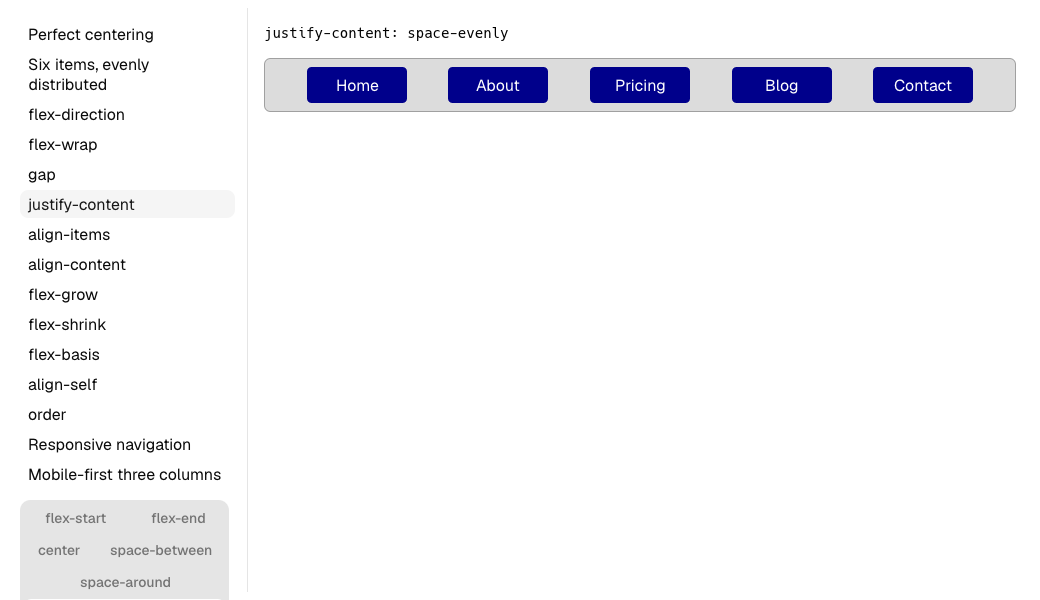 Perfect centering
Six items, evenly
distributed
flex-direction
flex-wrap
gap
justify-content
align-items
align-content
flex-grow
flex-shrink
flex-basis
align-self
order
Responsive navigation
Mobile-first three columns
flex-start flex-end
center space-between
space-around
justify-content: space-evenly
Home About Pricing Blog Contact